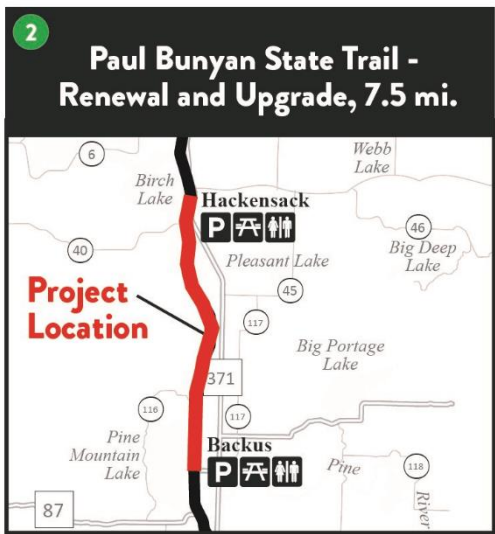 2
Paul Bunyan State Trail -
Renewal and Upgrade, 7.5 mi.
6
Webb
Lake
Birch
Lake
Hackensack
P
46
Big Deep
Lake
40
Pleasant Lake
45
Project
Location
117
Big Portage
Lake
371
116
117
Pine
Mountain
Lake
Backus
P
Pine
118
River
87